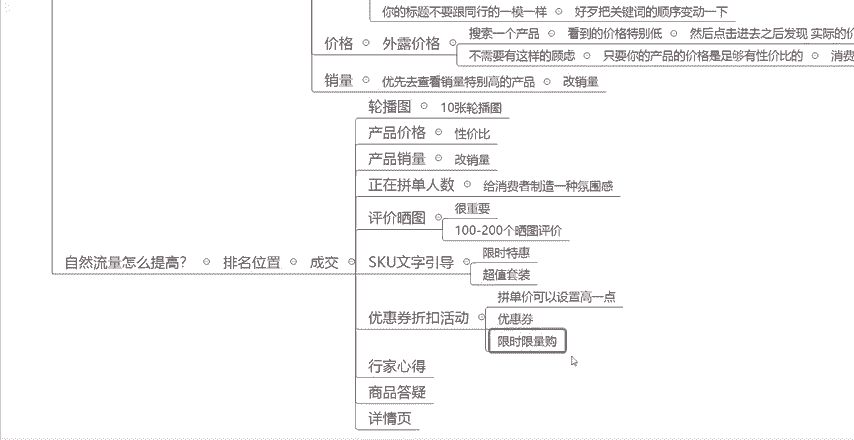 你的标题不要跟同行的一模一样 好歹把关键词的顺序变动一下
价格 外露价格 搜索一个产品 看到的价格特别低 然后点击进去之后发现 实际的价
不需要有这样的顾虑 只要你的产品的价格是足够有性价比的 消费
销量 优先去查看销量特别高的产品 改销量
轮播图 10张轮播图
产品价格 性价比
产品销量 改销量
正在拼单人数 给消费者制造一种氛围感
评价晒图 很重要
100-200个晒图评价
自然流量怎么提高? 排名位置 成交 SKU文字引导 限时特惠
超值套装
优惠券折扣活动 拼单价可以设置高一点
优惠券
限时限量购
行家心得
商品答疑
详情页